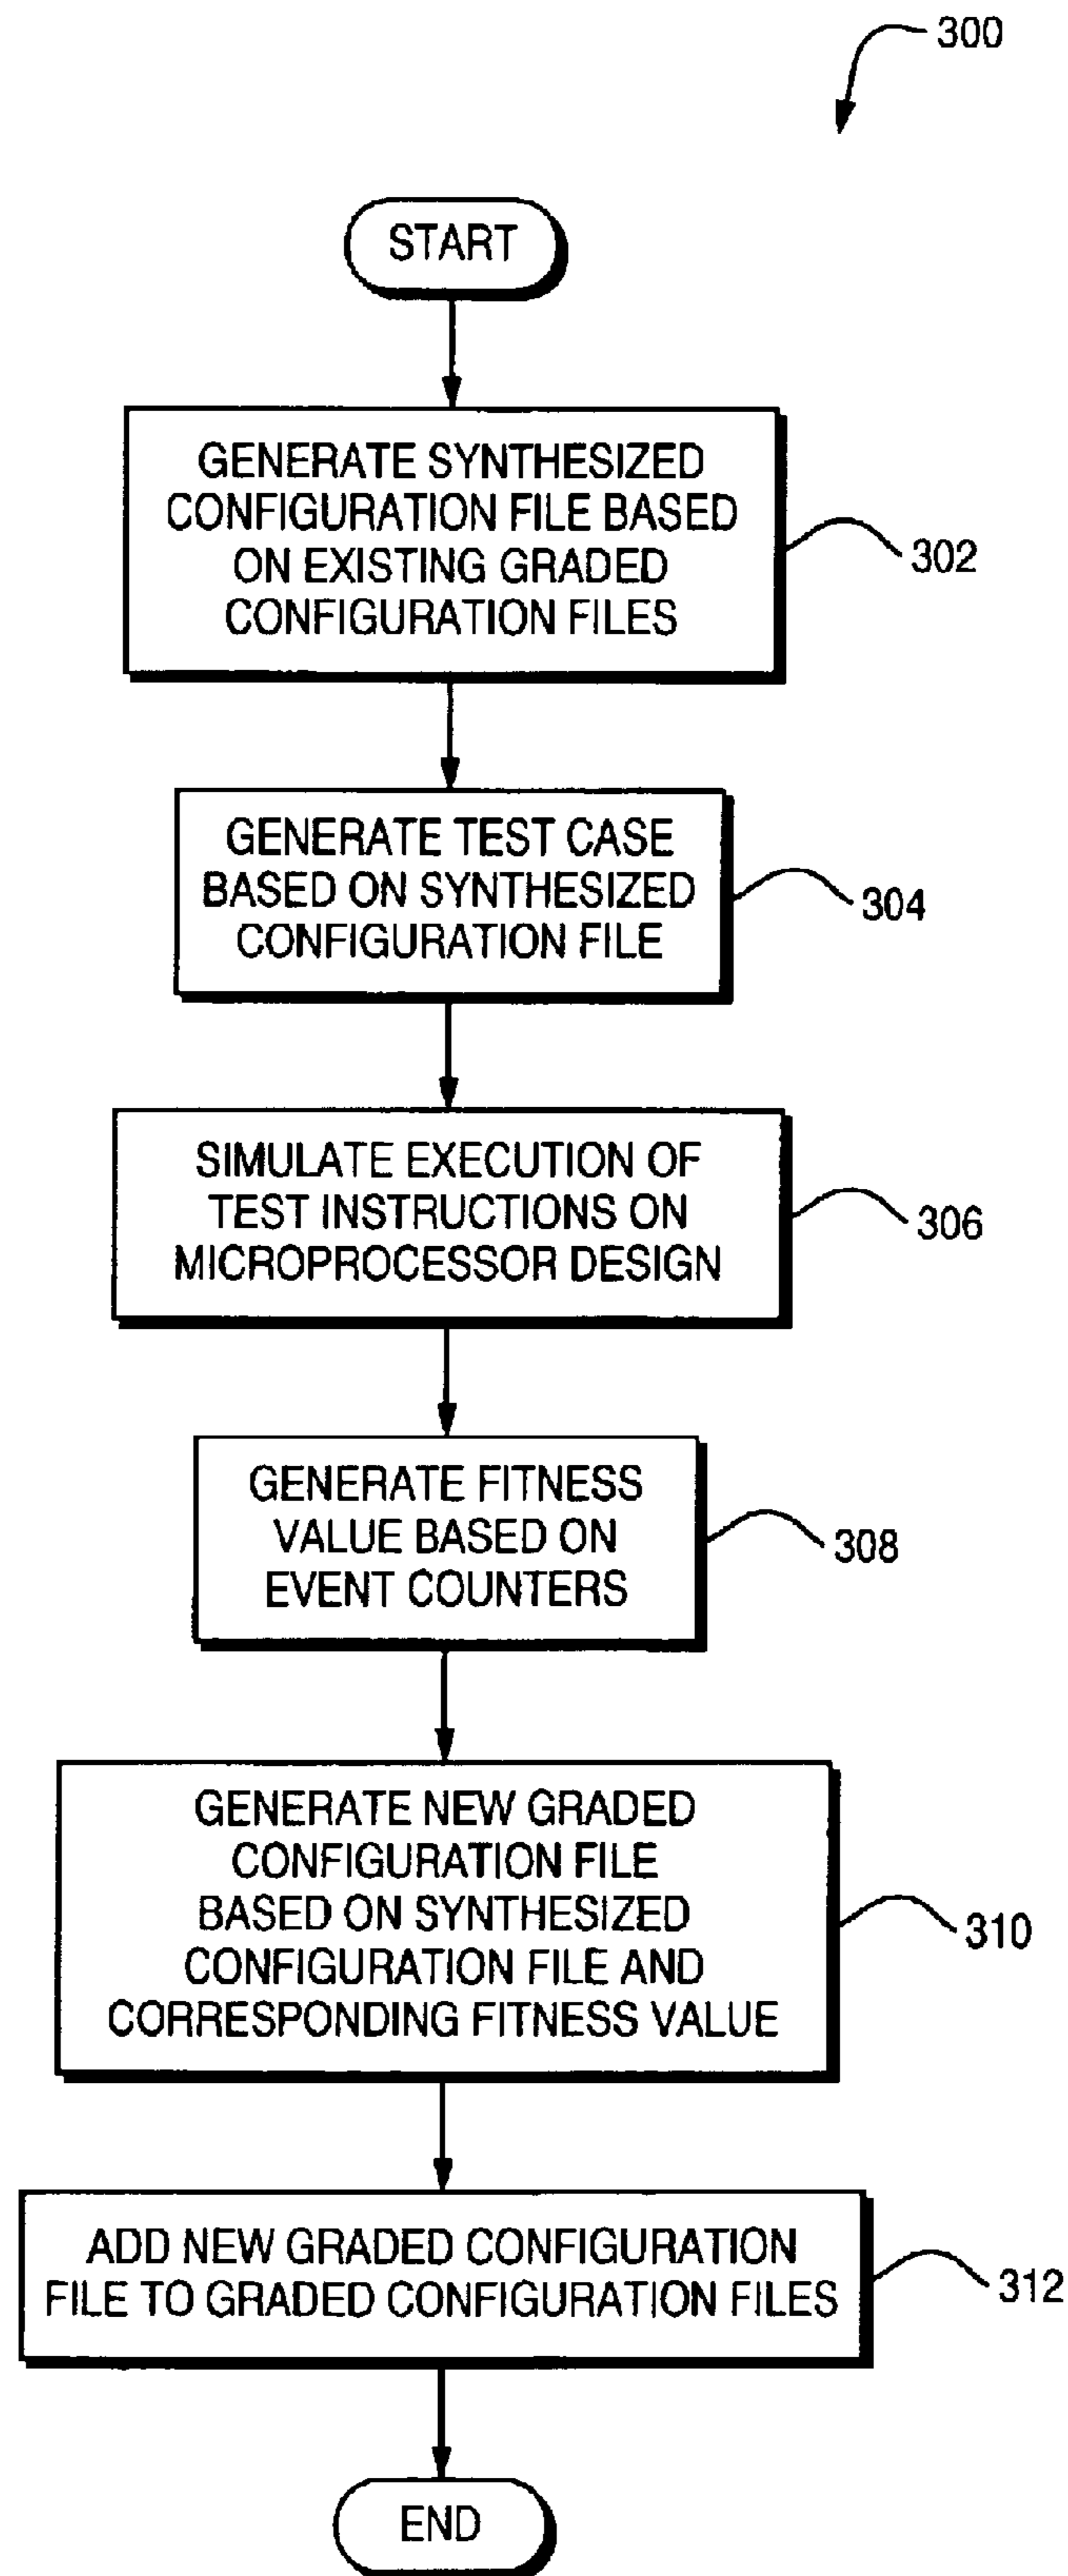 300
START
GENERATE SYNTHESIZED
CONFIGURATION FILE BASED
ON EXISTING GRADED
CONFIGURATION FILES
302
GENERATE TEST CASE
BASED ON SYNTHESIZED
CONFIGURATION FILE
304
SIMULATE EXECUTION OF
TEST INSTRUCTIONS ON
MICROPROCESSOR DESIGN
306
GENERATE FITNESS
VALUE BASED ON
EVENT COUNTERS
308
GENERATE NEW GRADED
CONFIGURATION FILE
BASED ON SYNTHESIZED
CONFIGURATION FILE AND
CORRESPONDING FITNESS VALUE
310
ADD NEW GRADED CONFIGURATION
FILE TO GRADED CONFIGURATION FILES
312
END